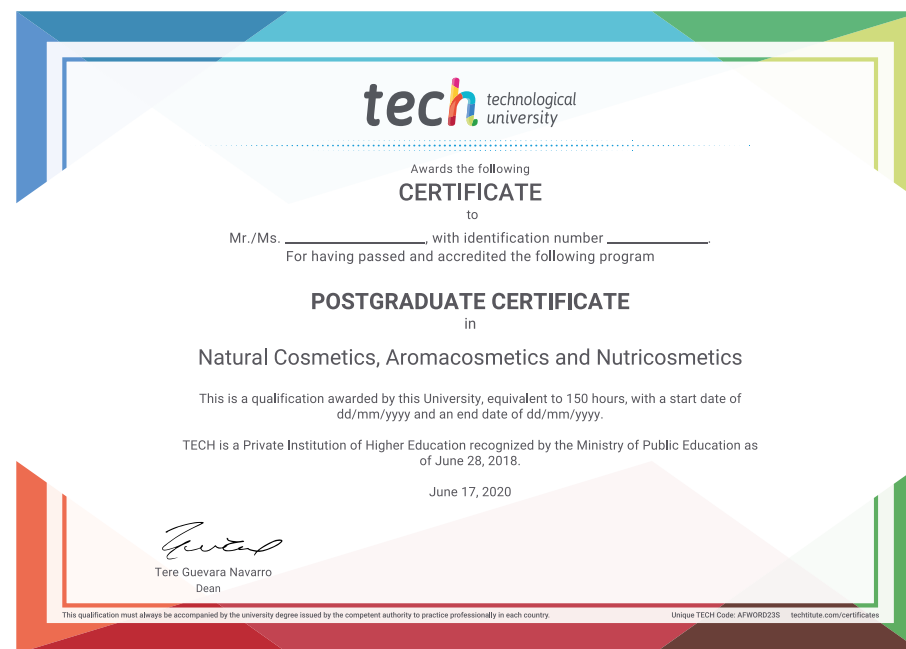 tech technological
university
Awards the following
CERTIFICATE
to
Mr./Ms. ____________________, with identification number ______________.
For having passed and accredited the following program
POSTGRADUATE CERTIFICATE
in
Natural Cosmetics, Aromacosmetics and Nutricosmetics
This is a qualification awarded by this University, equivalent to 150 hours, with a start date of
dd/mm/yyyy and an end date of dd/mm/yyyy.
TECH is a Private Institution of Higher Education recognized by the Ministry of Public Education as
of June 28, 2018.
June 17, 2020
Tere Guevara Navarro
Dean
This qualification must always be accompanied by the university degree issued by the competent authority to practice professionally in each country.
Unique TECH Code: AFWORD23S techtitute.com/certificates